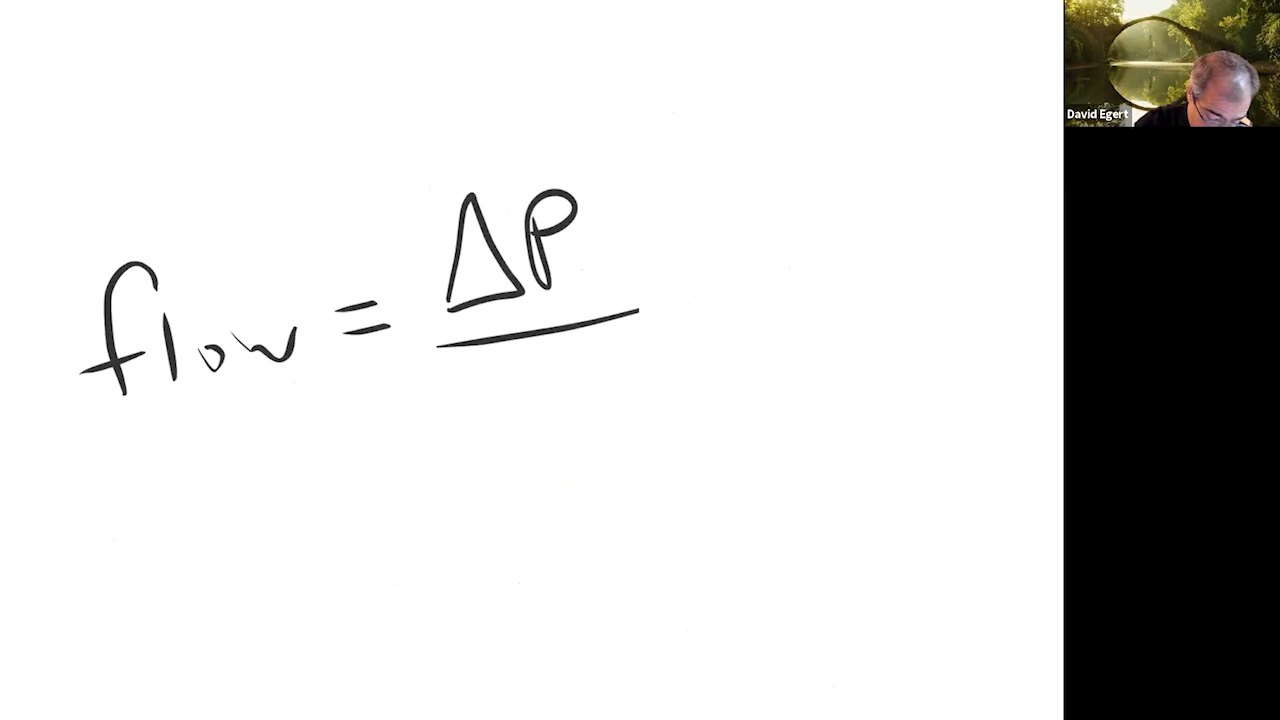 flow = ΔP
David Egert